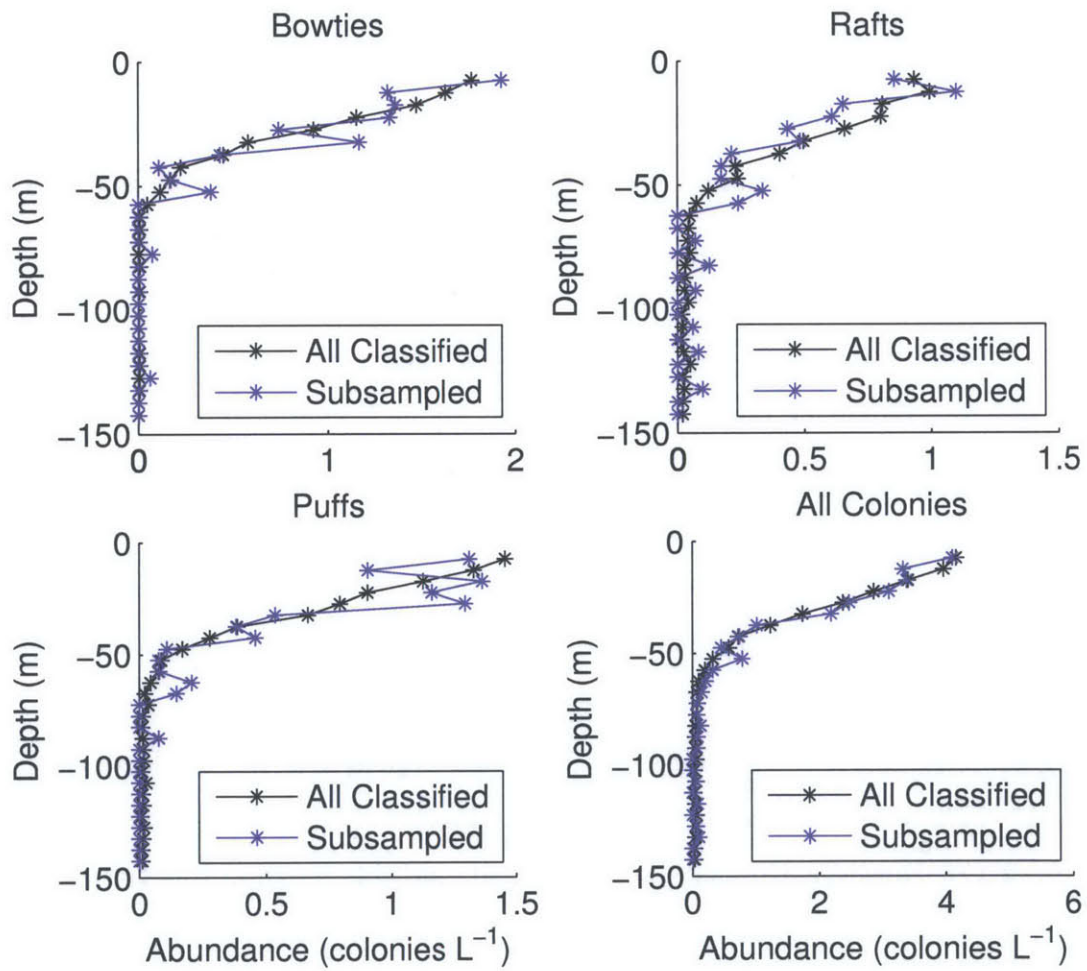 Bowties
0
−50
−100
−150
Depth (m)
All Classified
Subsampled
0
1
2
Rafts
0
−50
−100
−150
Depth (m)
All Classified
Subsampled
0
0.5
1
1.5
Puffs
0
−50
−100
−150
Depth (m)
All Classified
Subsampled
0
0.5
1
1.5
Abundance (colonies L⁻¹)
All Colonies
0
−50
−100
−150
Depth (m)
All Classified
Subsampled
0
2
4
6
Abundance (colonies L⁻¹)